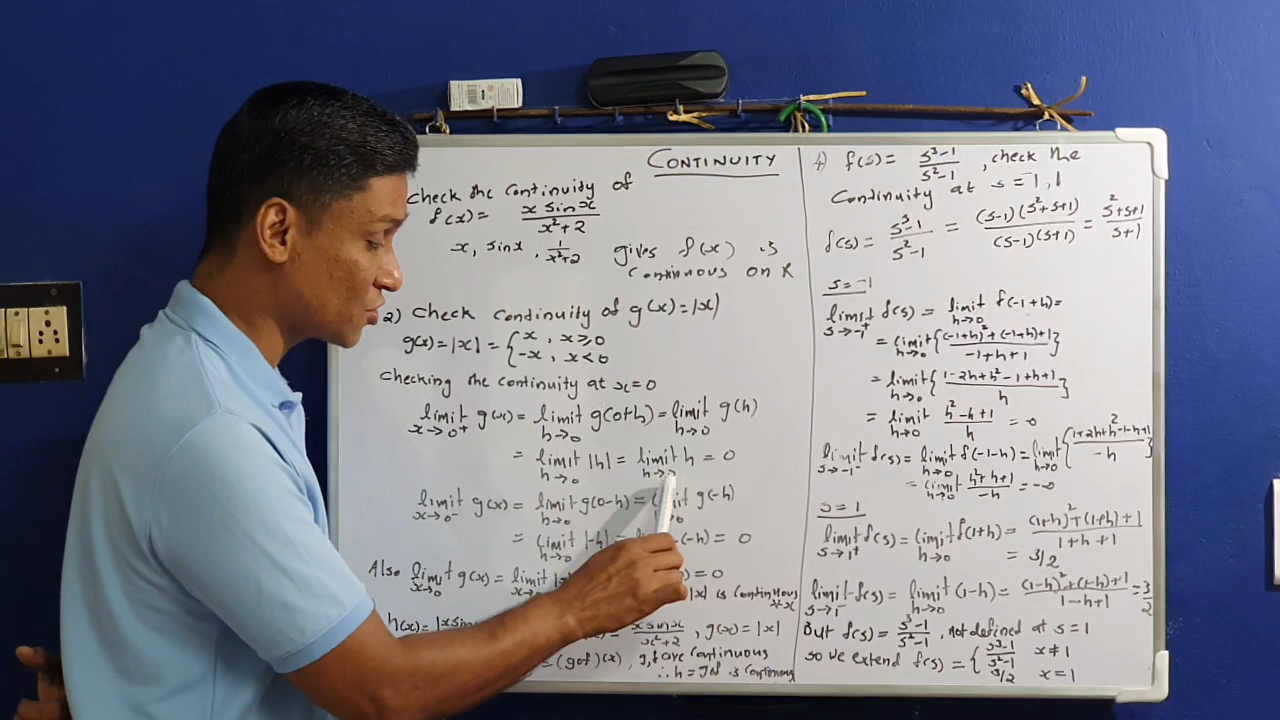 CONTINUITY
Check the continuity of
f(x) = x sinx / x²+2
x, sinx, 1/x²+2 gives f(x) is
continuous on R
2) Check continuity of g(x) = |x|
g(x) = |x| = { x, x≥0
-x, x<0
Checking the continuity at x=0
limit x→0⁺ g(x) = limit h→0 g(0+h) = limit h→0 g(h)
= limit h→0 |h| = limit h→0 h = 0
limit x→0⁻ g(x) = limit h→0 g(0-h) = limit g(-h)
= limit h→0 |-h| = (-h) = 0
Also limit x→0 g(x) = limit x→0 = 0
|x| is continuous ∀x
h(x) = |x sin x sinx / x²+2, g(x) = |x|
= (gof)(x), g,f are continuous
∴ h = gof is continuous
4) f(s) = s³-1 / s²-1, check the
Continuity at s = -1, 1
f(s) = s³-1 / s²-1 = (s-1)(s²+s+1) / (s-1)(s+1) = s²+s+1 / s+1
s = -1
limit s→-1⁺ f(s) = limit h→0 f(-1+h) =
= limit h→0 { (-1+h)²+(-1+h)+1 / -1+h+1 }
= limit h→0 { 1-2h+h²-1+h+1 / h }
= limit h→0 h²-h+1 / h = ∞
limit s→-1⁻ f(s) = limit h→0 f(-1-h) = limit h→0 { 1+2h+h²-1-h+1 / -h }
= limit h→0 h²+h+1 / -h = -∞
s = 1
limit s→1⁺ f(s) = limit h→0 f(1+h) = (1+h)²+(1+h)+1 / 1+h+1
= 3/2
limit s→1⁻ f(s) = limit h→0 (1-h) = (1-h)²+(1-h)+1 / 1-h+1 = 3/2
But f(s) = s³-1 / s²-1, not defined at s = 1
so we extend f(s) = { s³-1 / s²-1 x≠1
3/2 x=1